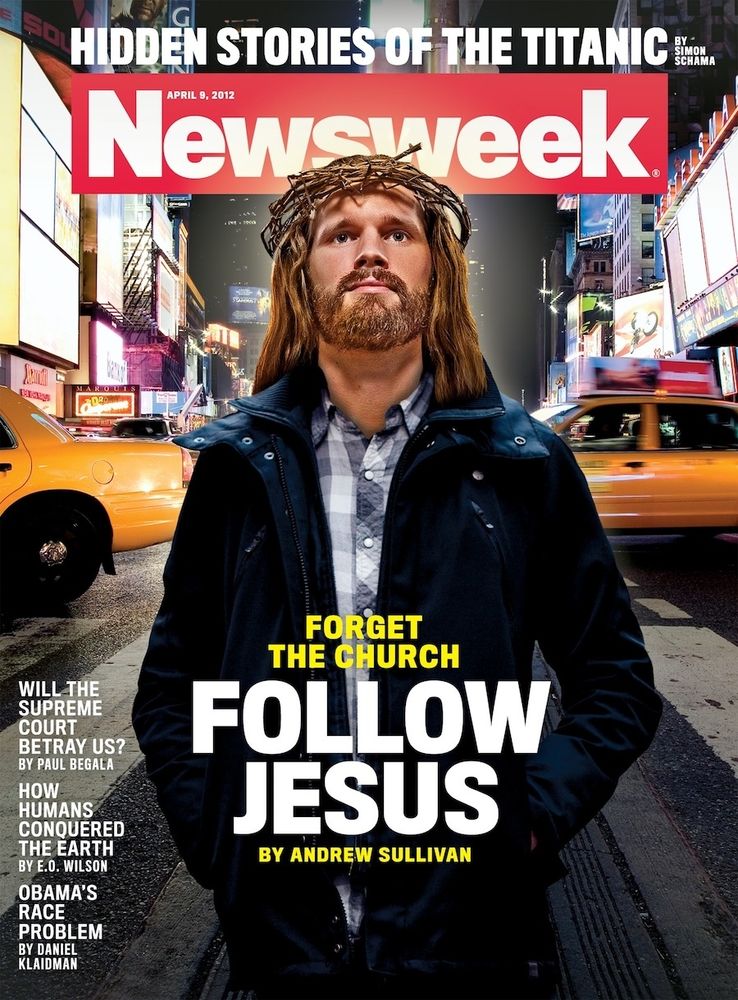 HIDDEN STORIES OF THE TITANIC
BY
SIMON
SCHAMA
APRIL 9, 2012
Newsweek®
FORGET
THE CHURCH
FOLLOW
JESUS
BY ANDREW SULLIVAN
WILL THE
SUPREME
COURT
BETRAY US?
BY PAUL BEGALA
HOW
HUMANS
CONQUERED
THE EARTH
BY E.O. WILSON
OBAMA'S
RACE
PROBLEM
BY DANIEL
KLAIDMAN
MARQUIS